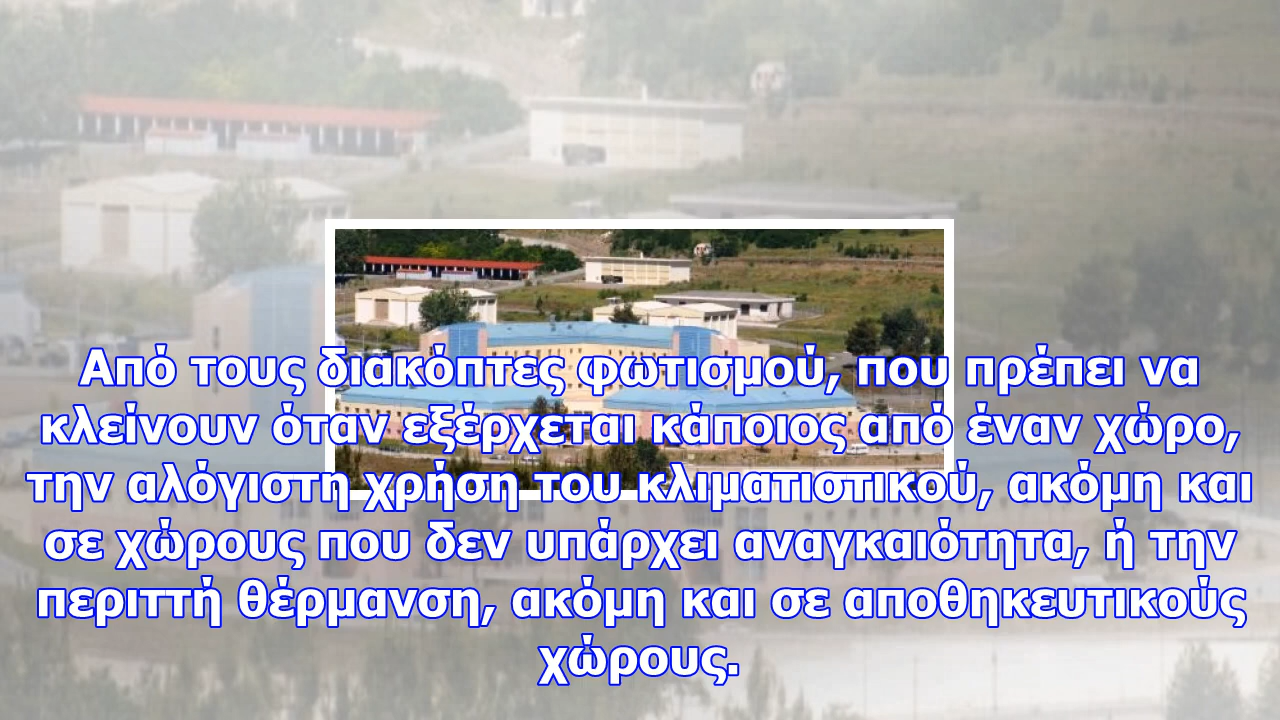 Από τους διακόπτες φωτισμού, που πρέπει να
κλείνουν όταν εξέρχεται κάποιος από έναν χώρο,
την αλόγιστη χρήση του κλιματιστικού, ακόμη και
σε χώρους που δεν υπάρχει αναγκαιότητα, ή την
περιττή θέρμανση, ακόμη και σε αποθηκευτικούς
χώρους.